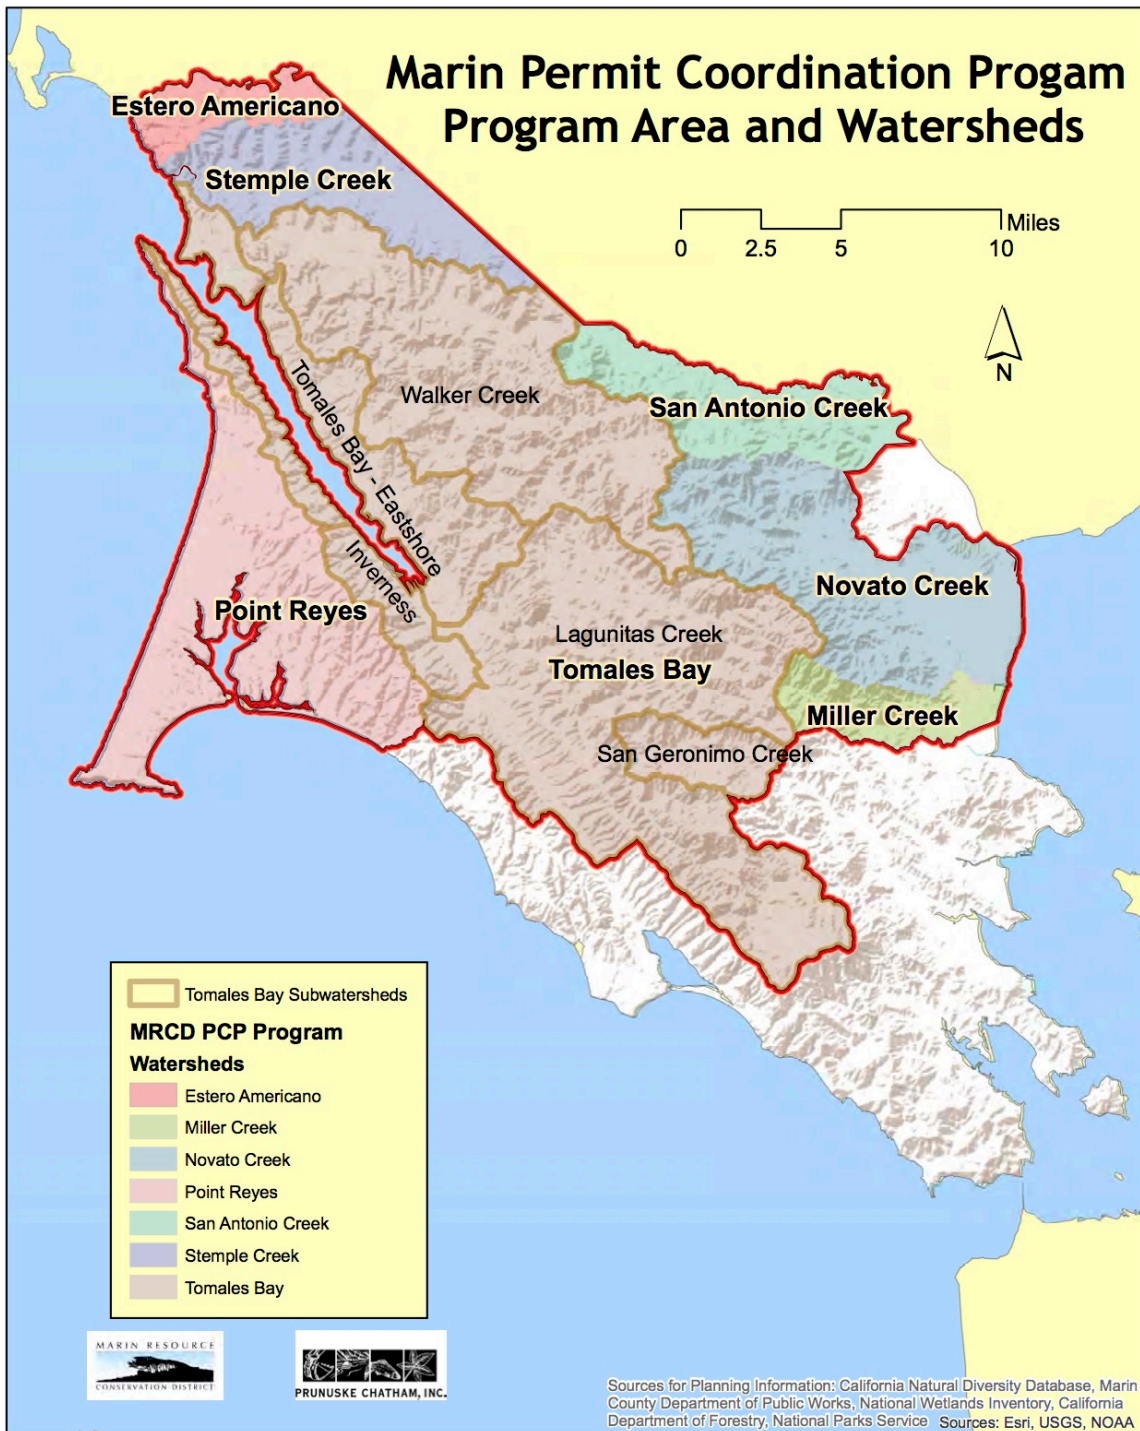 Marin Permit Coordination Progam
Program Area and Watersheds
Estero Americano
Stemple Creek
Miles
0 2.5 5 10
N
Walker Creek
San Antonio Creek
Tomales Bay - Eastshore
Inverness
Novato Creek
Point Reyes
Lagunitas Creek
Tomales Bay
Miller Creek
San Geronimo Creek
Tomales Bay Subwatersheds
MRCD PCP Program
Watersheds
Estero Americano
Miller Creek
Novato Creek
Point Reyes
San Antonio Creek
Stemple Creek
Tomales Bay
MARIN RESOURCE
CONSERVATION DISTRICT
PRUNUSKE CHATHAM, INC.
Sources for Planning Information: California Natural Diversity Database, Marin
County Department of Public Works, National Wetlands Inventory, California
Department of Forestry, National Parks Service Sources: Esri, USGS, NOAA